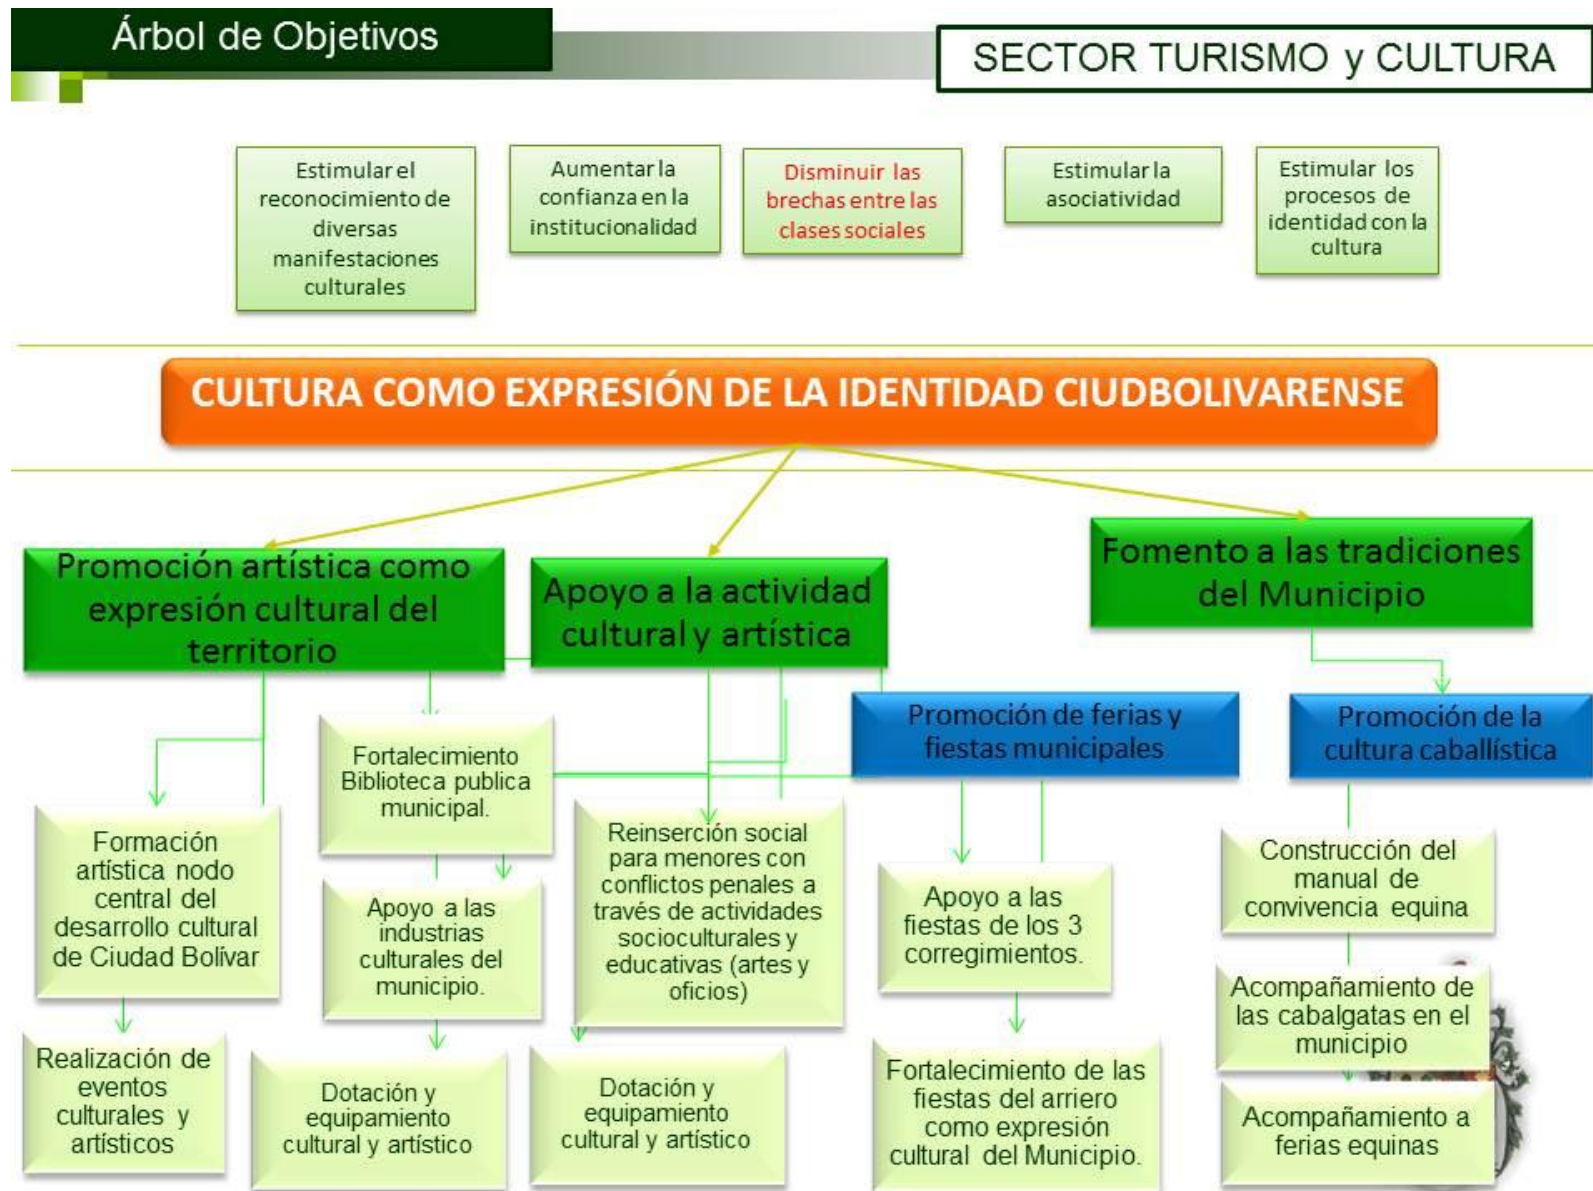 Árbol de Objetivos
SECTOR TURISMO y CULTURA
Estimular el
reconocimiento de
diversas
manifestaciones
culturales
Aumentar la
confianza en la
institucionalidad
Disminuir las
brechas entre las
clases sociales
Estimular la
asociatividad
Estimular los
procesos de
identidad con la
cultura
CULTURA COMO EXPRESIÓN DE LA IDENTIDAD CIUDBOLIVARENSE
Promoción artística como
expresión cultural del
territorio
Apoyo a la actividad
cultural y artística
Fomento a las tradiciones
del Municipio
Promoción de ferias y
fiestas municipales
Promoción de la
cultura caballística
Fortalecimiento
Biblioteca publica
municipal.
Formación
artística nodo
central del
desarrollo cultural
de Ciudad Bolívar
Apoyo a las
industrias
culturales del
municipio.
Reinserción social
para menores con
conflictos penales a
través de actividades
socioculturales y
educativas (artes y
oficios)
Apoyo a las
fiestas de los 3
corregimientos.
Construcción del
manual de
convivencia equina
Acompañamiento de
las cabalgatas en el
municipio
Realización de
eventos
culturales y
artísticos
Dotación y
equipamiento
cultural y artístico
Dotación y
equipamiento
cultural y artístico
Fortalecimiento de las
fiestas del arriero
como expresión
cultural del Municipio.
Acompañamiento a
ferias equinas